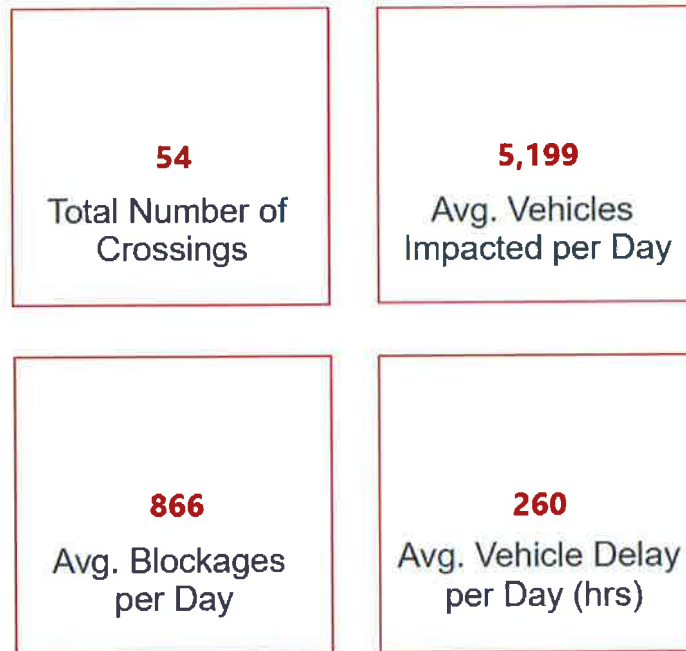 54
Total Number of
Crossings
5,199
Avg. Vehicles
Impacted per Day
866
Avg. Blockages
per Day
260
Avg. Vehicle Delay
per Day (hrs)